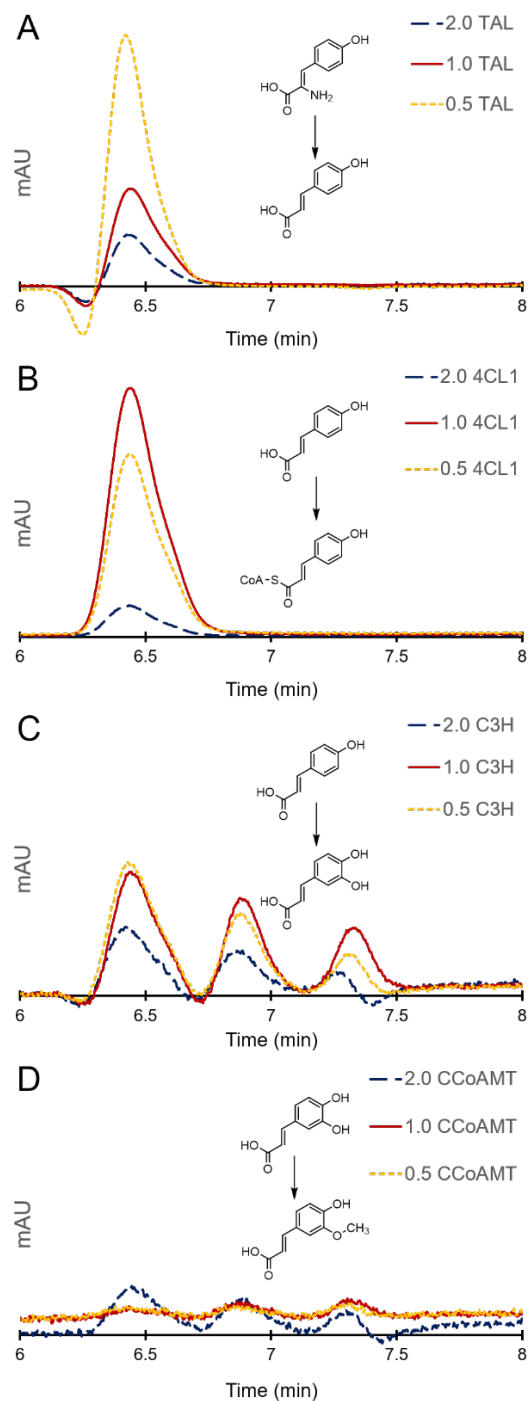 A
2.0 TAL
1.0 TAL
0.5 TAL
OH
HO
NH2
O
OH
HO
O
mAU
6 6.5 7 7.5 8
Time (min)
B
2.0 4CL1
1.0 4CL1
0.5 4CL1
OH
HO
O
OH
CoA-S
O
mAU
6 6.5 7 7.5 8
Time (min)
C
2.0 C3H
1.0 C3H
0.5 C3H
OH
HO
O
OH
OH
HO
O
mAU
6 6.5 7 7.5 8
Time (min)
D
2.0 CCoAMT
1.0 CCoAMT
0.5 CCoAMT
OH
OH
HO
O
OH
O-CH3
HO
O
mAU
6 6.5 7 7.5 8
Time (min)